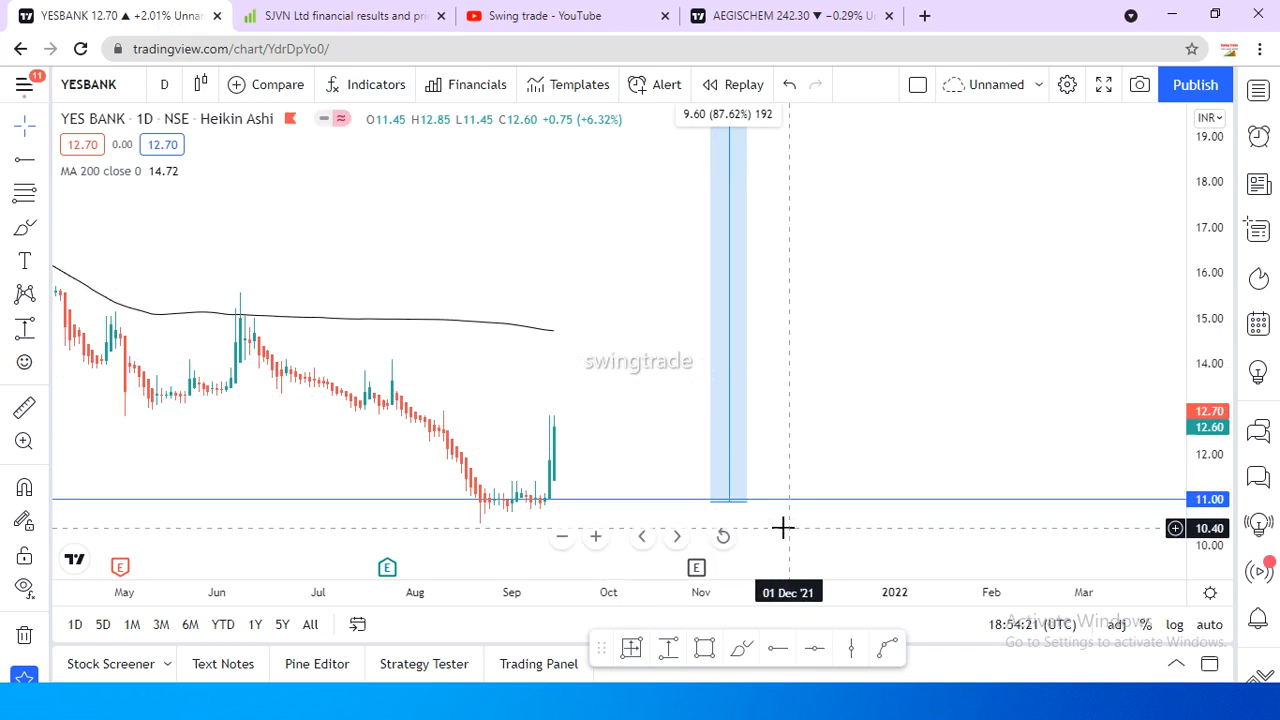 YESBANK 12.70 ▲ +2.01% Unnar
SJVN Ltd financial results and pri
Swing trade - YouTube
AEGISCHEM 242.30 ▼ −0.29% U
tradingview.com/chart/YdrDpYo0/
11
YESBANK
D
Compare
Indicators
Financials
Templates
Alert
Replay
Unnamed
Publish
YES BANK · 1D · NSE · Heikin Ashi
O11.45 H12.85 L11.45 C12.60 +0.75 (+6.32%)
9.60 (87.62%) 192
INR
12.70
0.00
12.70
MA 200 close 0 14.72
19.00
18.00
17.00
16.00
15.00
14.00
12.70
12.60
12.00
11.00
10.40
10.00
swingtrade
E
E
E
May
Jun
Jul
Aug
Sep
Oct
Nov
01 Dec '21
2022
Feb
Mar
1D
5D
1M
3M
6M
YTD
1Y
5Y
All
18:54:21 (UTC)
adj
%
log
auto
Activate Windows
Go to Settings to activate Windows.
Stock Screener
Text Notes
Pine Editor
Strategy Tester
Trading Panel